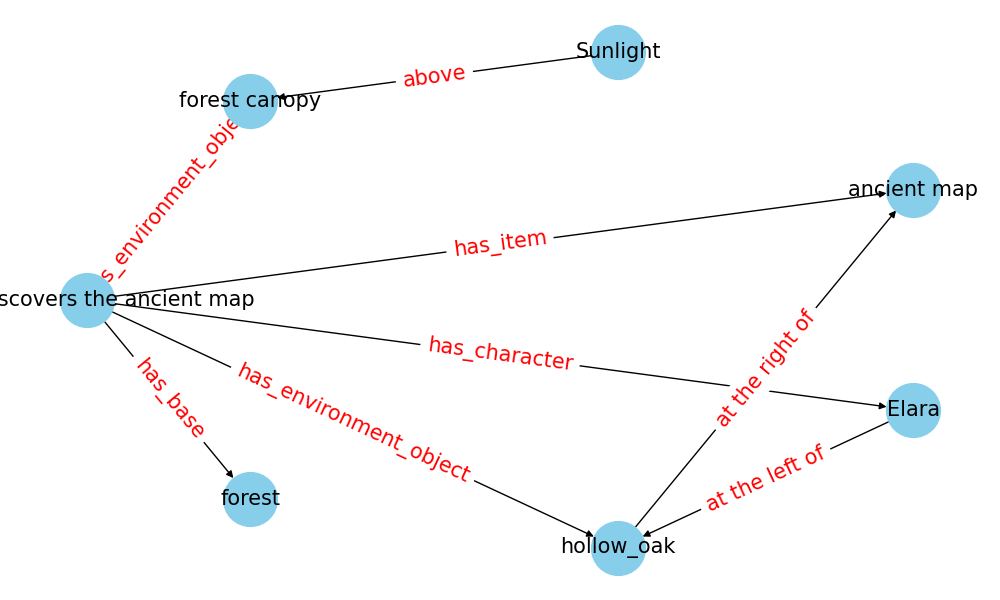 Sunlight
above
forest canopy
ancient map
has_item
scovers the ancient map
at the right of
has_character
has_environment_object
has_base
Elara
at the left of
forest
hollow_oak
s_environment_obje